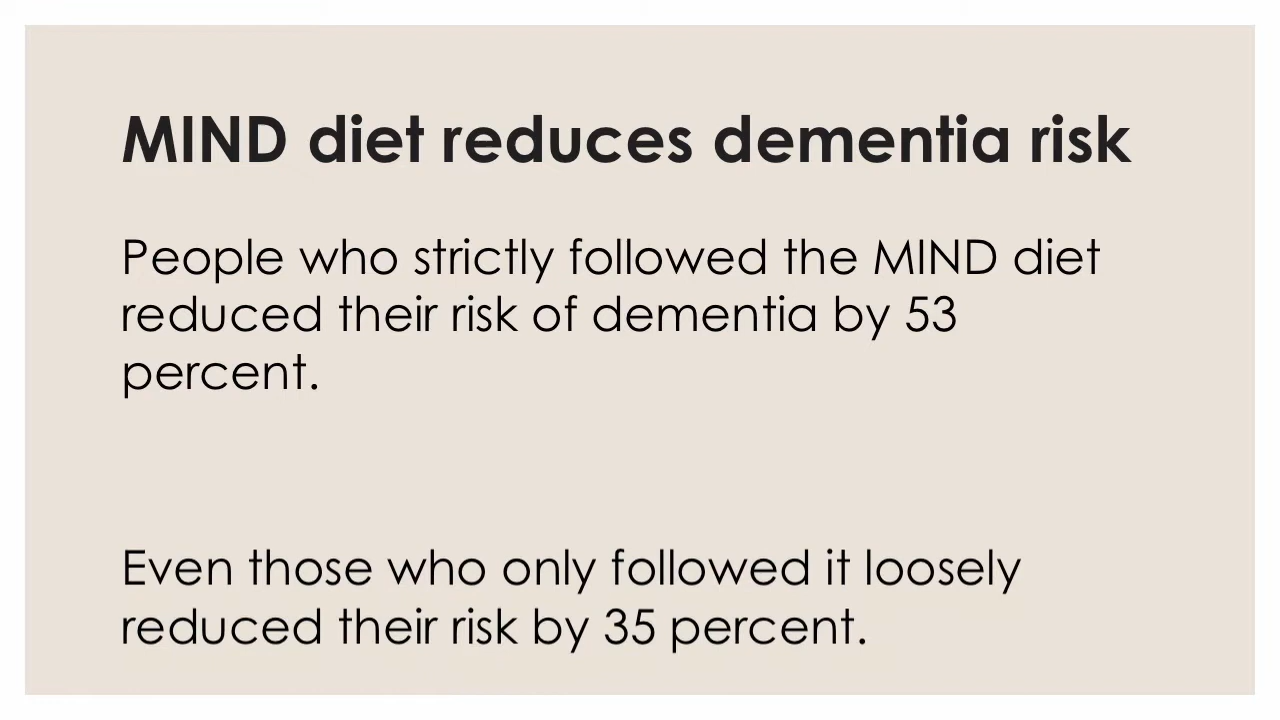 MIND diet reduces dementia risk
People who strictly followed the MIND diet
reduced their risk of dementia by 53
percent.
Even those who only followed it loosely
reduced their risk by 35 percent.